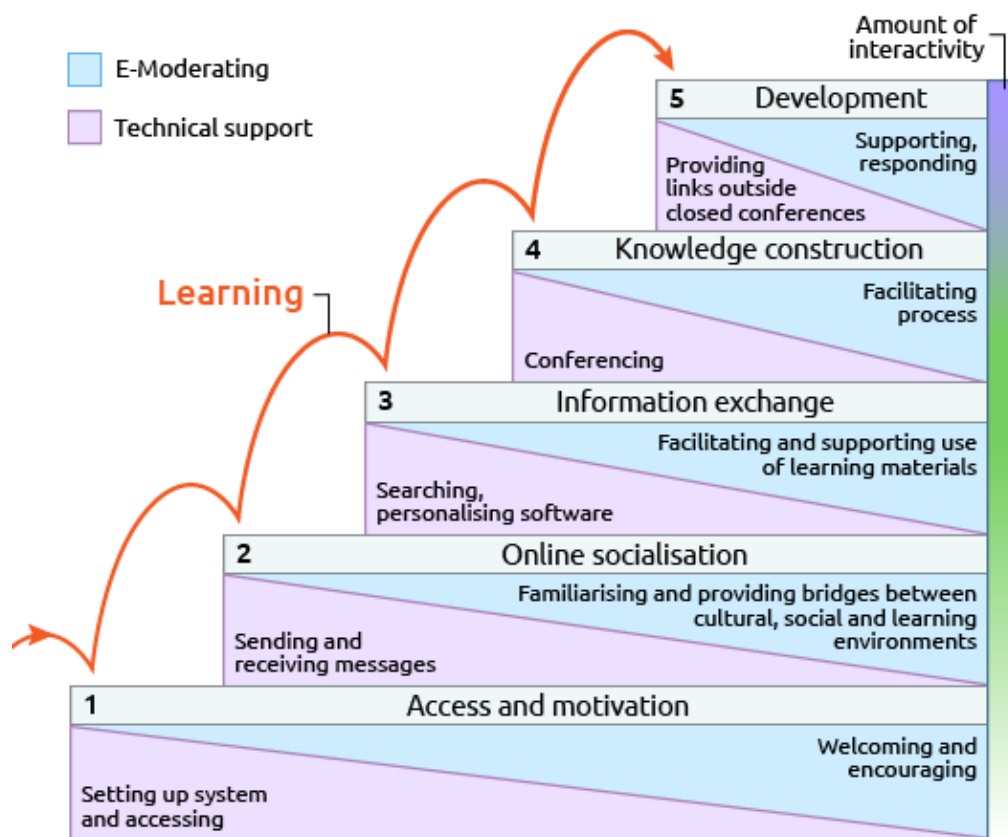 E-Moderating
Technical support
Amount of
interactivity
Learning
5 Development
Supporting,
responding
Providing
links outside
closed conferences
4 Knowledge construction
Facilitating
process
Conferencing
3 Information exchange
Facilitating and supporting use
of learning materials
Searching,
personalising software
2 Online socialisation
Familiarising and providing bridges between
cultural, social and learning
environments
Sending and
receiving messages
1 Access and motivation
Welcoming and
encouraging
Setting up system
and accessing